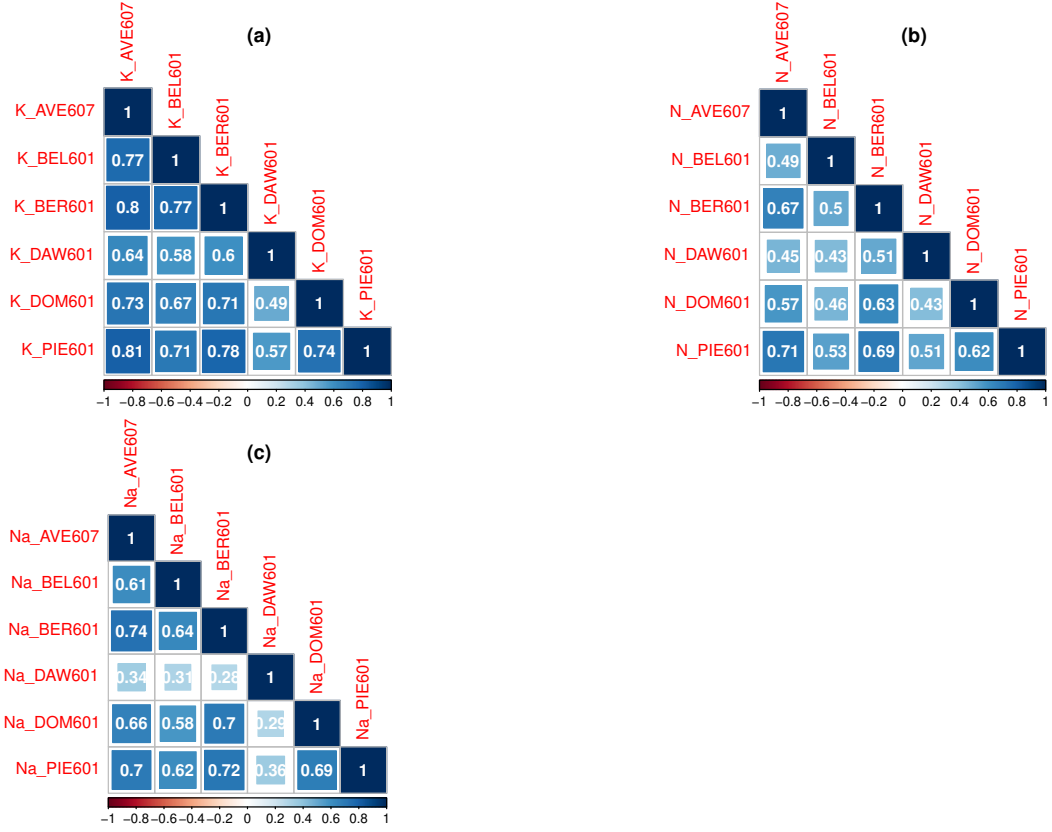 (a)
K_AVE607
K_BEL601
K_BER601
K_DAW601
K_DOM601
K_PIE601
K_AVE607 1
K_BEL601 0.77 1
K_BER601 0.8 0.77 1
K_DAW601 0.64 0.58 0.6 1
K_DOM601 0.73 0.67 0.71 0.49 1
K_PIE601 0.81 0.71 0.78 0.57 0.74 1
−1 −0.8 −0.6 −0.4 −0.2 0 0.2 0.4 0.6 0.8 1
(b)
N_AVE607
N_BEL601
N_BER601
N_DAW601
N_DOM601
N_PIE601
N_AVE607 1
N_BEL601 0.49 1
N_BER601 0.67 0.5 1
N_DAW601 0.45 0.43 0.51 1
N_DOM601 0.57 0.46 0.63 0.43 1
N_PIE601 0.71 0.53 0.69 0.51 0.62 1
−1 −0.8 −0.6 −0.4 −0.2 0 0.2 0.4 0.6 0.8 1
(c)
Na_AVE607
Na_BEL601
Na_BER601
Na_DAW601
Na_DOM601
Na_PIE601
Na_AVE607 1
Na_BEL601 0.61 1
Na_BER601 0.74 0.64 1
Na_DAW601 0.34 0.31 0.28 1
Na_DOM601 0.66 0.58 0.7 0.29 1
Na_PIE601 0.7 0.62 0.72 0.36 0.69 1
−1 −0.8 −0.6 −0.4 −0.2 0 0.2 0.4 0.6 0.8 1